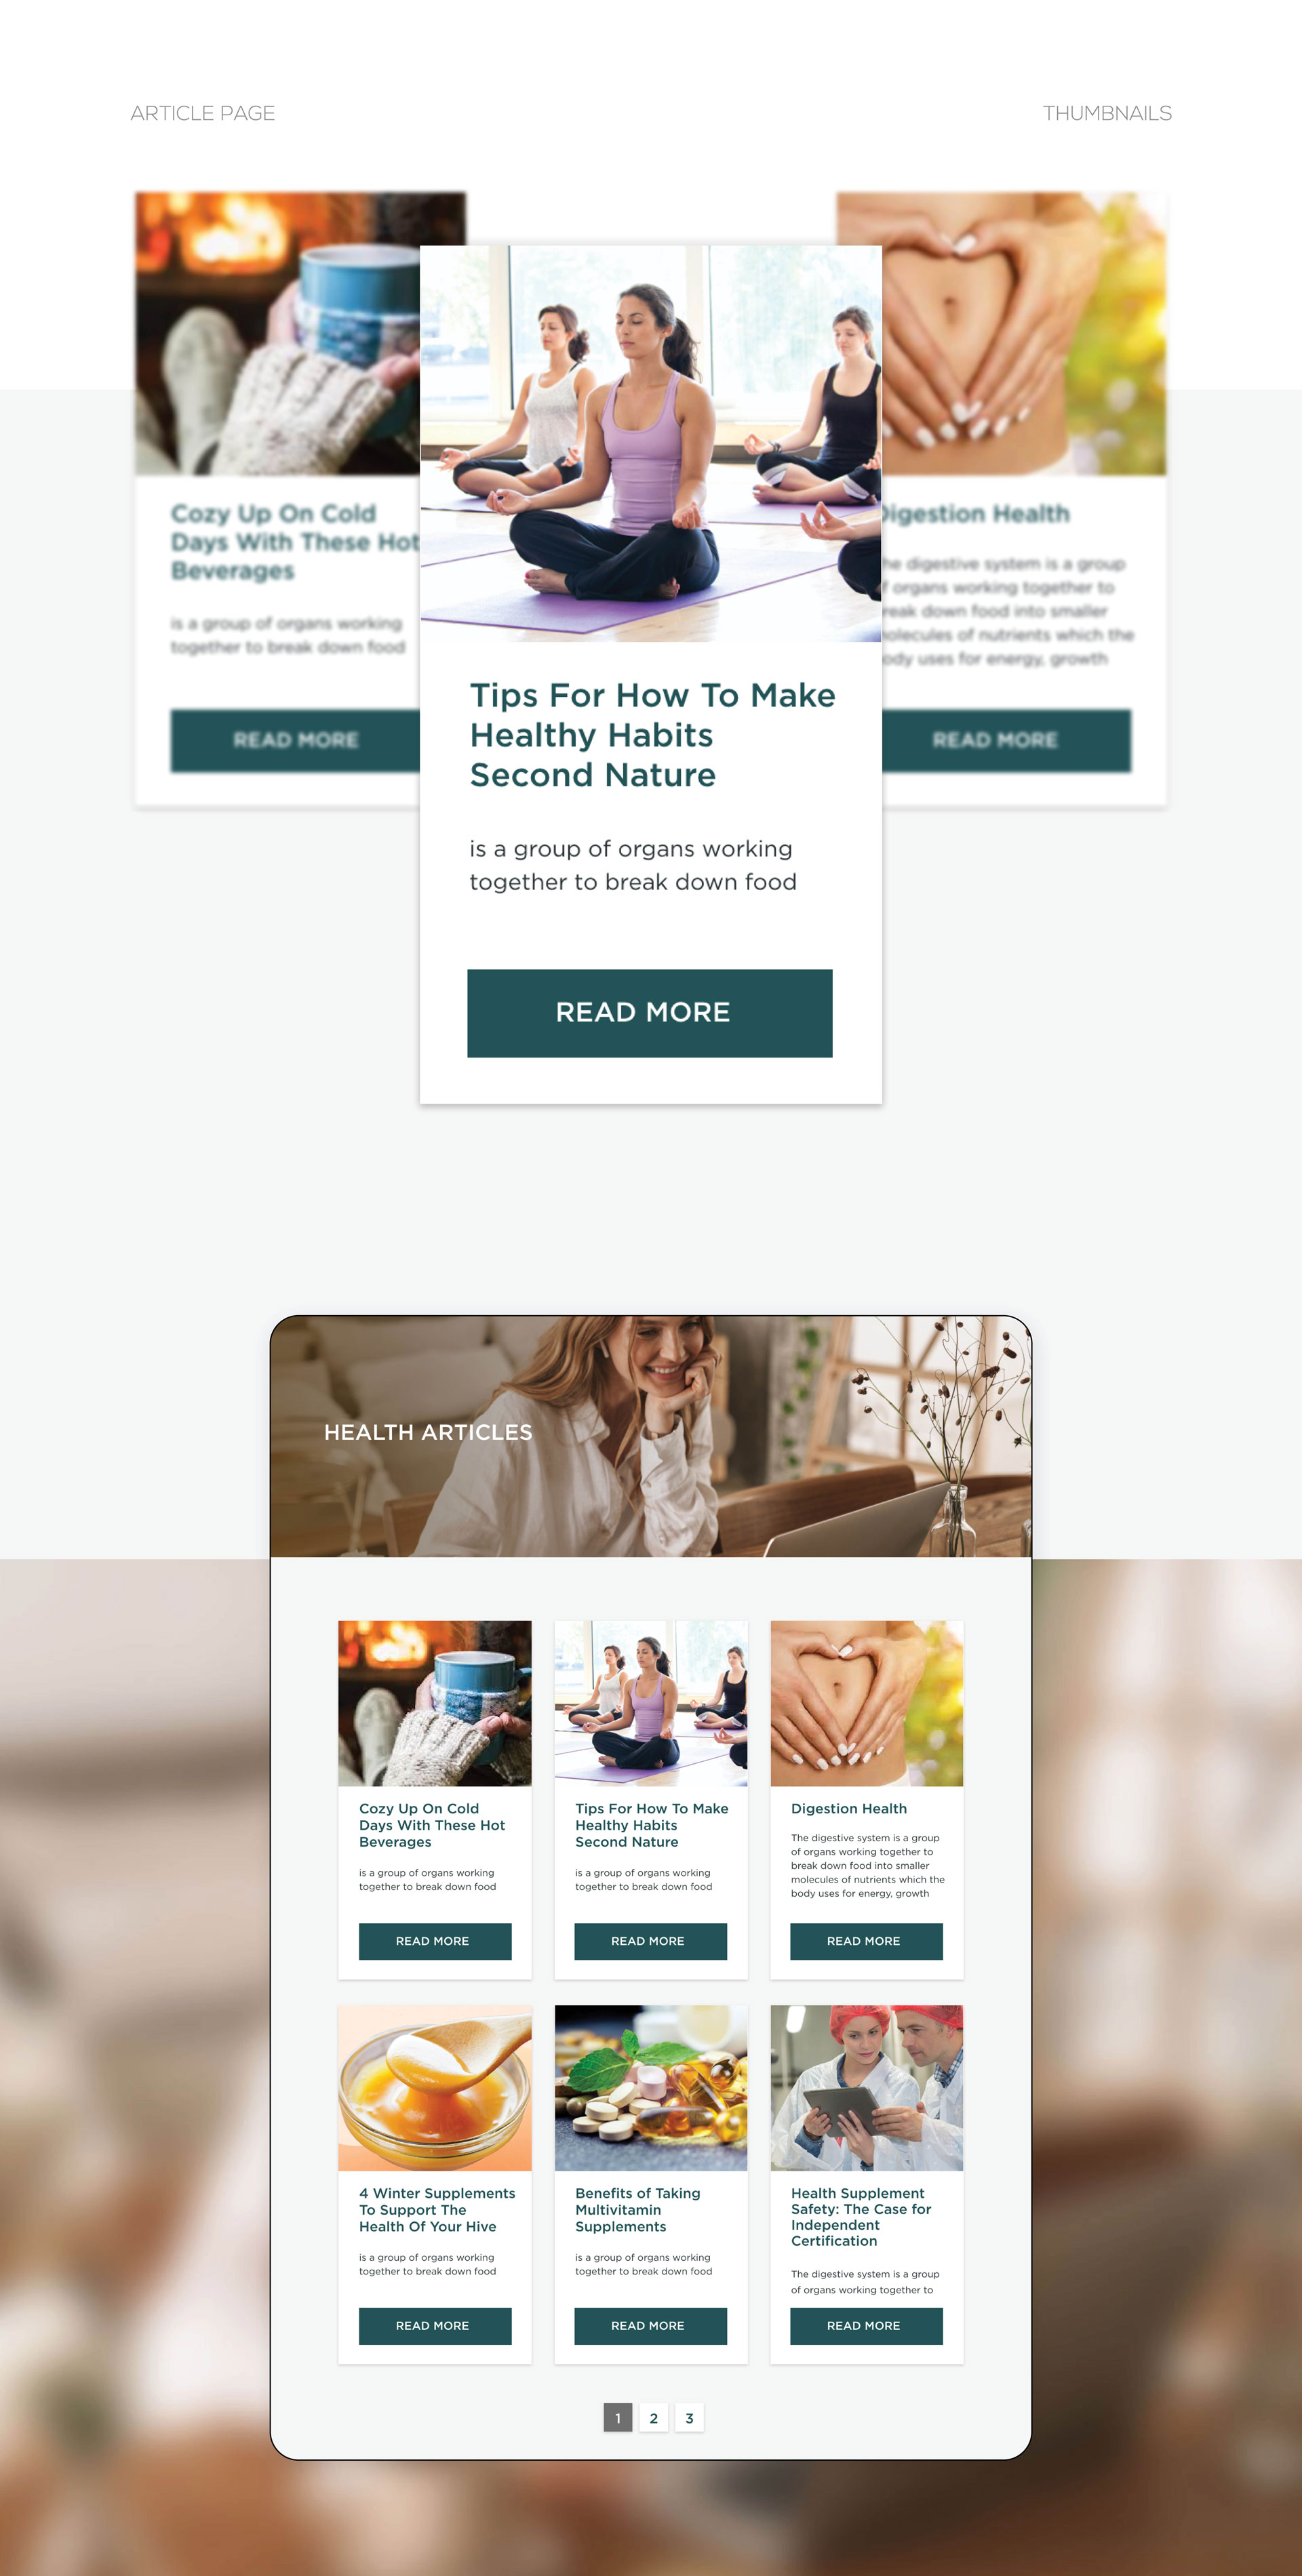 ARTICLE PAGE
THUMBNAILS
Cozy Up On Cold
Days With These Hot
Beverages
is a group of organs working
together to break down food
READ MORE
Tips For How To Make
Healthy Habits
Second Nature
is a group of organs working
together to break down food
READ MORE
igestion Health
he digestive system is a group
f organs working together to
reak down food into smaller
olecules of nutrients which the
ody uses for energy, growth
READ MORE
HEALTH ARTICLES
Cozy Up On Cold
Days With These Hot
Beverages
is a group of organs working
together to break down food
READ MORE
Tips For How To Make
Healthy Habits
Second Nature
is a group of organs working
together to break down food
READ MORE
Digestion Health
The digestive system is a group
of organs working together to
break down food into smaller
molecules of nutrients which the
body uses for energy, growth
READ MORE
4 Winter Supplements
To Support The
Health Of Your Hive
is a group of organs working
together to break down food
READ MORE
Benefits of Taking
Multivitamin
Supplements
is a group of organs working
together to break down food
READ MORE
Health Supplement
Safety: The Case for
Independent
Certification
The digestive system is a group
of organs working together to
READ MORE
1 2 3